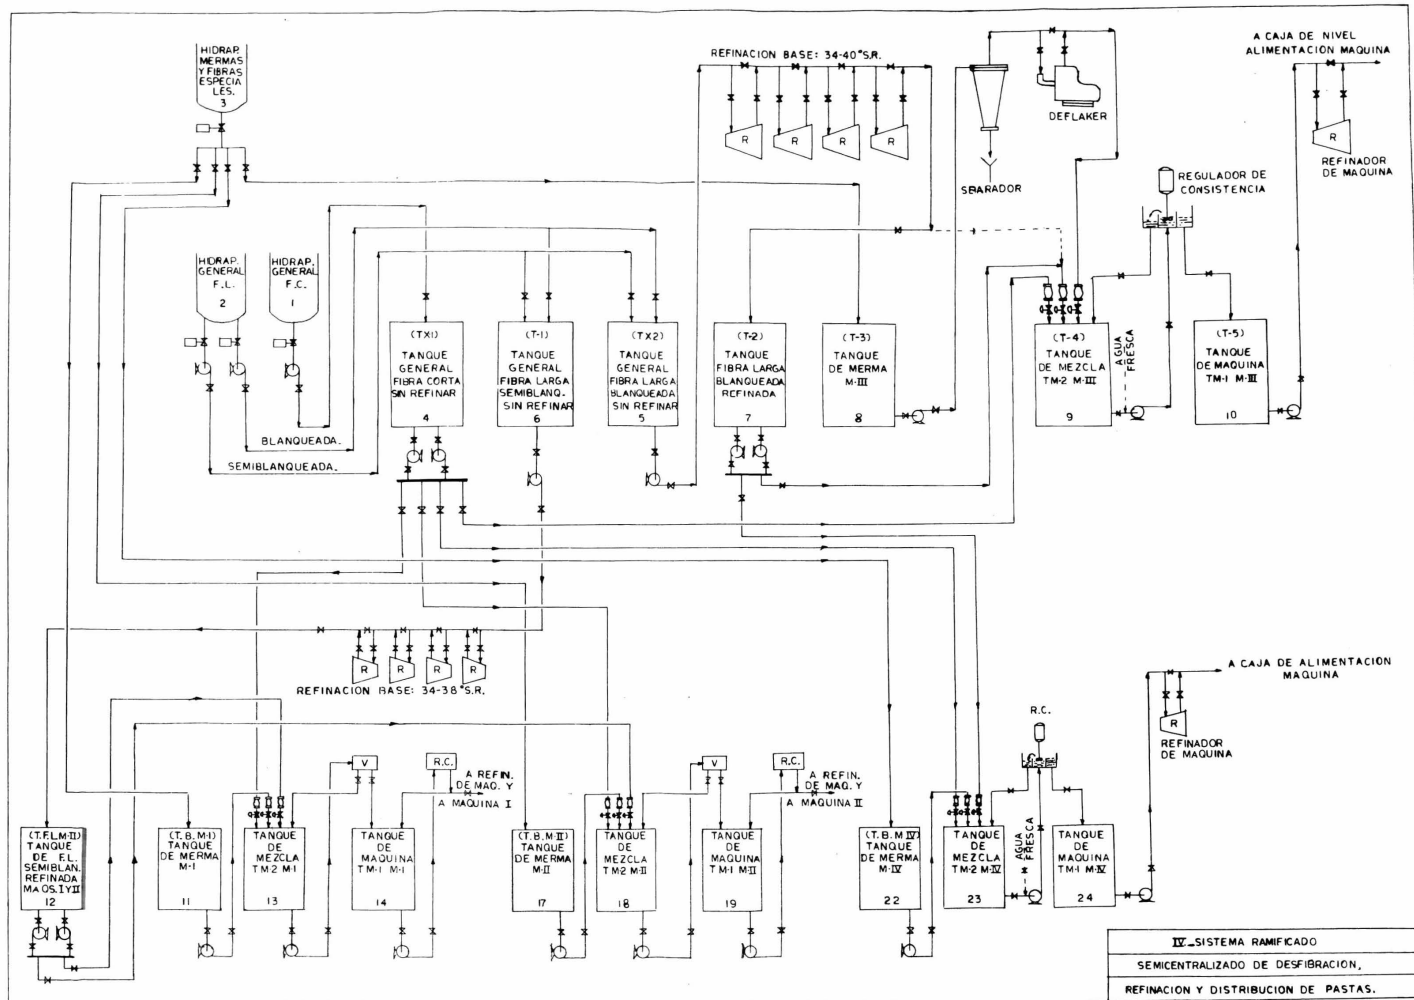 HIDRAP.
MERMAS
Y FIBRAS
ESPECIA
LES.
3
REFINACION BASE: 34-40°S.R.
R
R
R
R
SBARADOR
DEFLAKER
A CAJA DE NIVEL
ALIMENTACION MAQUINA
R
REFINADOR
DE MAQUINA
REGULADOR DE
CONSISTENCIA
HIDRAP.
GENERAL
F.L.
2
HIDRAP.
GENERAL
F.C.
1
BLANQUEADA.
SEMIBLANQUEADA.
(TX1)
TANQUE
GENERAL
FIBRA CORTA
SIN REFINAR
4
(T-1)
TANQUE
GENERAL
FIBRA LARGA
SEMIBLANQ.
SIN REFINAR
6
(TX2)
TANQUE
GENERAL
FIBRA LARGA
BLANQUEADA
SIN REFINAR
5
(T-2)
TANQUE
FIBRA LARGA
BLANQUEADA
REFINADA
7
(T-3)
TANQUE
DE MERMA
M-III
8
(T-4)
TANQUE
DE MEZCLA
TM-2 M-III
9
AGUA
FRESCA
(T-5)
TANQUE
DE MAQUINA
TM-1 M-III
10
R
R
R
R
REFINACION BASE: 34-38°S.R.
A CAJA DE ALIMENTACION
MAQUINA
R
REFINADOR
DE MAQUINA
R.C.
V
R.C.
A REFIN.
DE MAQ. Y
A MAQUINA I
V
R.C.
A REFIN.
DE MAQ. Y
A MAQUINA II
(T.F.L.M-II)
TANQUE
DE F.L.
SEMIBLAN.
REFINADA
MAQS. I Y II
12
(T.B.M-I)
TANQUE
DE MERMA
M-I
11
TANQUE
DE
MEZCLA
TM-2 M-I
13
TANQUE
DE
MAQUINA
TM-1 M-I
14
(T.B.M-II)
TANQUE
DE MERMA
M-II
17
TANQUE
DE
MEZCLA
TM-2 M-II
18
TANQUE
DE
MAQUINA
TM-1 M-II
19
(T.B.M IV)
TANQUE
DE MERMA
M-IV
22
TANQUE
DE
MEZCLA
TM-2 M-IV
23
AGUA
FRESCA
TANQUE
DE
MAQUINA
TM-1 M-IV
24
IV._SISTEMA RAMIFICADO
SEMICENTRALIZADO DE DESFIBRACION,
REFINACION Y DISTRIBUCION DE PASTAS.